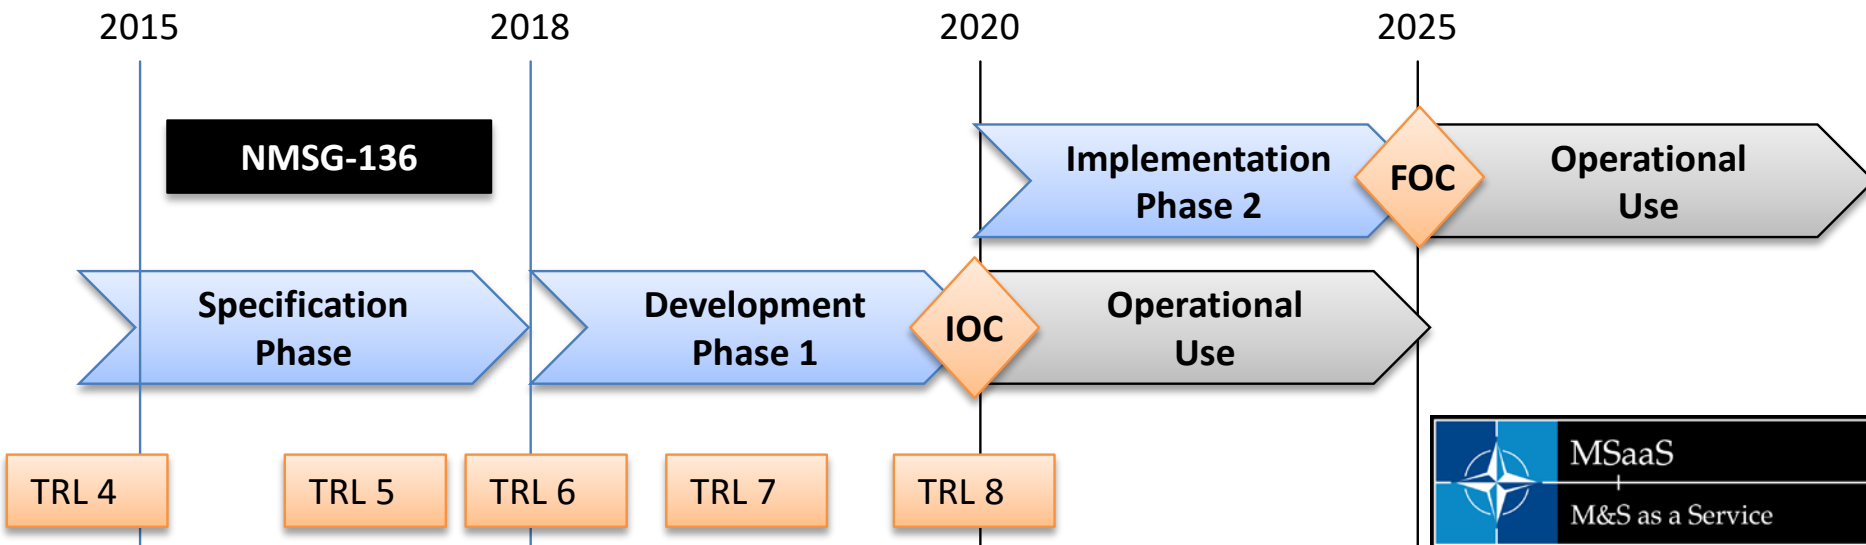 2015
2018
2020
2025
NMSG-136
Implementation
Phase 2
FOC
Operational
Use
Specification
Phase
Development
Phase 1
IOC
Operational
Use
TRL 4
TRL 5
TRL 6
TRL 7
TRL 8
MSaaS
M&S as a Service